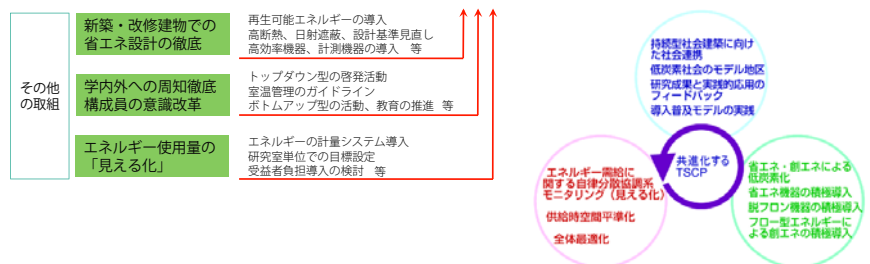 その他
の取組
新築・改修建物での
省エネ設計の徹底
再生可能エネルギーの導入
高断熱、日射遮蔽、設計基準見直し
高効率機器、計測機器の導入 等
学内外への周知徹底
構成員の意識改革
トップダウン型の啓発活動
室温管理のガイドライン
ボトムアップ型の活動、教育の推進 等
エネルギー使用量の
「見える化」
エネルギーの計量システム導入
研究室単位での目標設定
受益者負担導入の検討 等
持続型社会建築に向け
た社会連携
低炭素社会のモデル地区
研究成果と実践的応用の
フィードバック
導入普及モデルの実践
共進化する
TSCP
エネルギー需給に
関する自律分散協調系
モニタリング（見える化）
供給時空間平準化
全体最適化
省エネ・創エネによる
低炭素化
省エネ機器の積極導入
脱フロン機器の積極導入
フロー型エネルギーに
よる創エネの積極導入